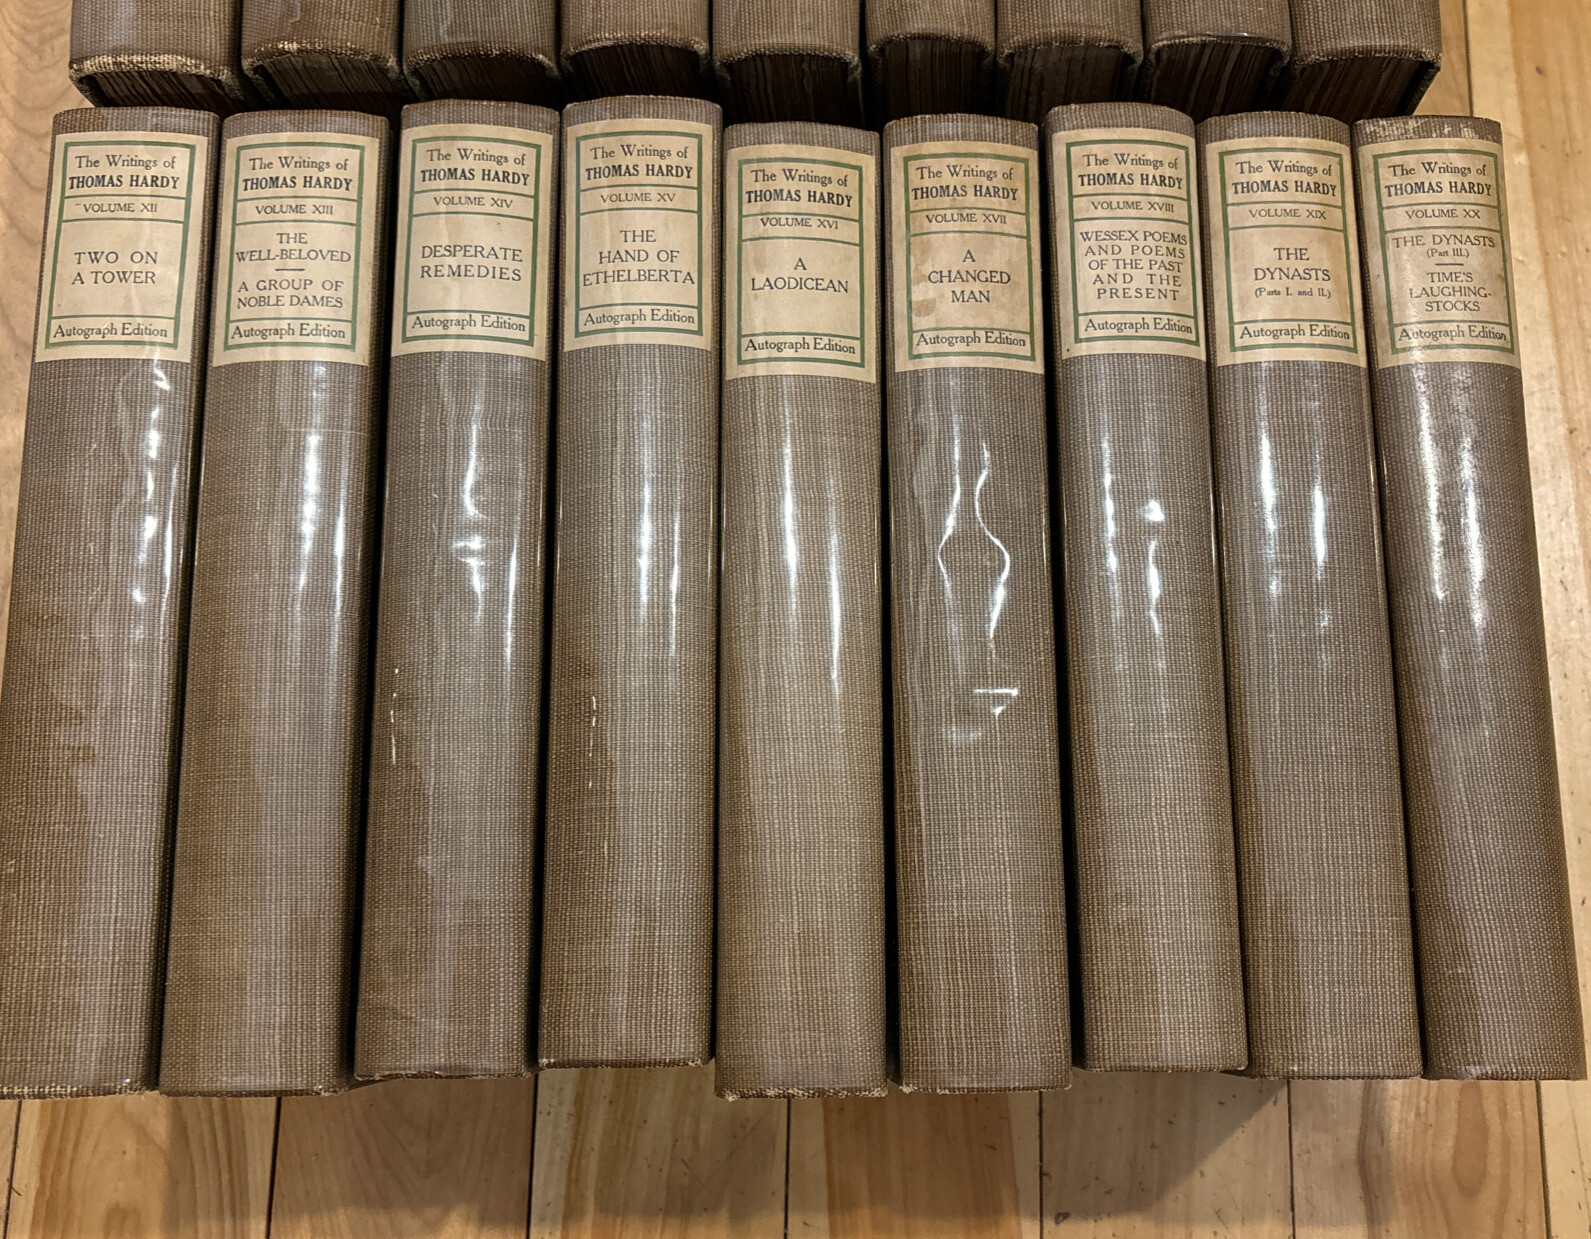 The Writings of
THOMAS HARDY
VOLUME XII
TWO ON
A TOWER
Autograph Edition
The Writings of
THOMAS HARDY
VOLUME XIII
THE
WELL-BELOVED
A GROUP OF
NOBLE DAMES
Autograph Edition
The Writings of
THOMAS HARDY
VOLUME XIV
DESPERATE
REMEDIES
Autograph Edition
The Writings of
THOMAS HARDY
VOLUME XV
THE
HAND OF
ETHELBERTA
Autograph Edition
The Writings of
THOMAS HARDY
VOLUME XVI
A
LAODICEAN
Autograph Edition
The Writings of
THOMAS HARDY
VOLUME XVII
A
CHANGED
MAN
Autograph Edition
The Writings of
THOMAS HARDY
VOLUME XVIII
WESSEX POEMS
AND POEMS
OF THE PAST
AND THE
PRESENT
Autograph Edition
The Writings of
THOMAS HARDY
VOLUME XIX
THE
DYNASTS
(Parts I. and II.)
Autograph Edition
The Writings of
THOMAS HARDY
VOLUME XX
THE DYNASTS
(Part III.)
TIME'S
LAUGHING-
STOCKS
Autograph Edition